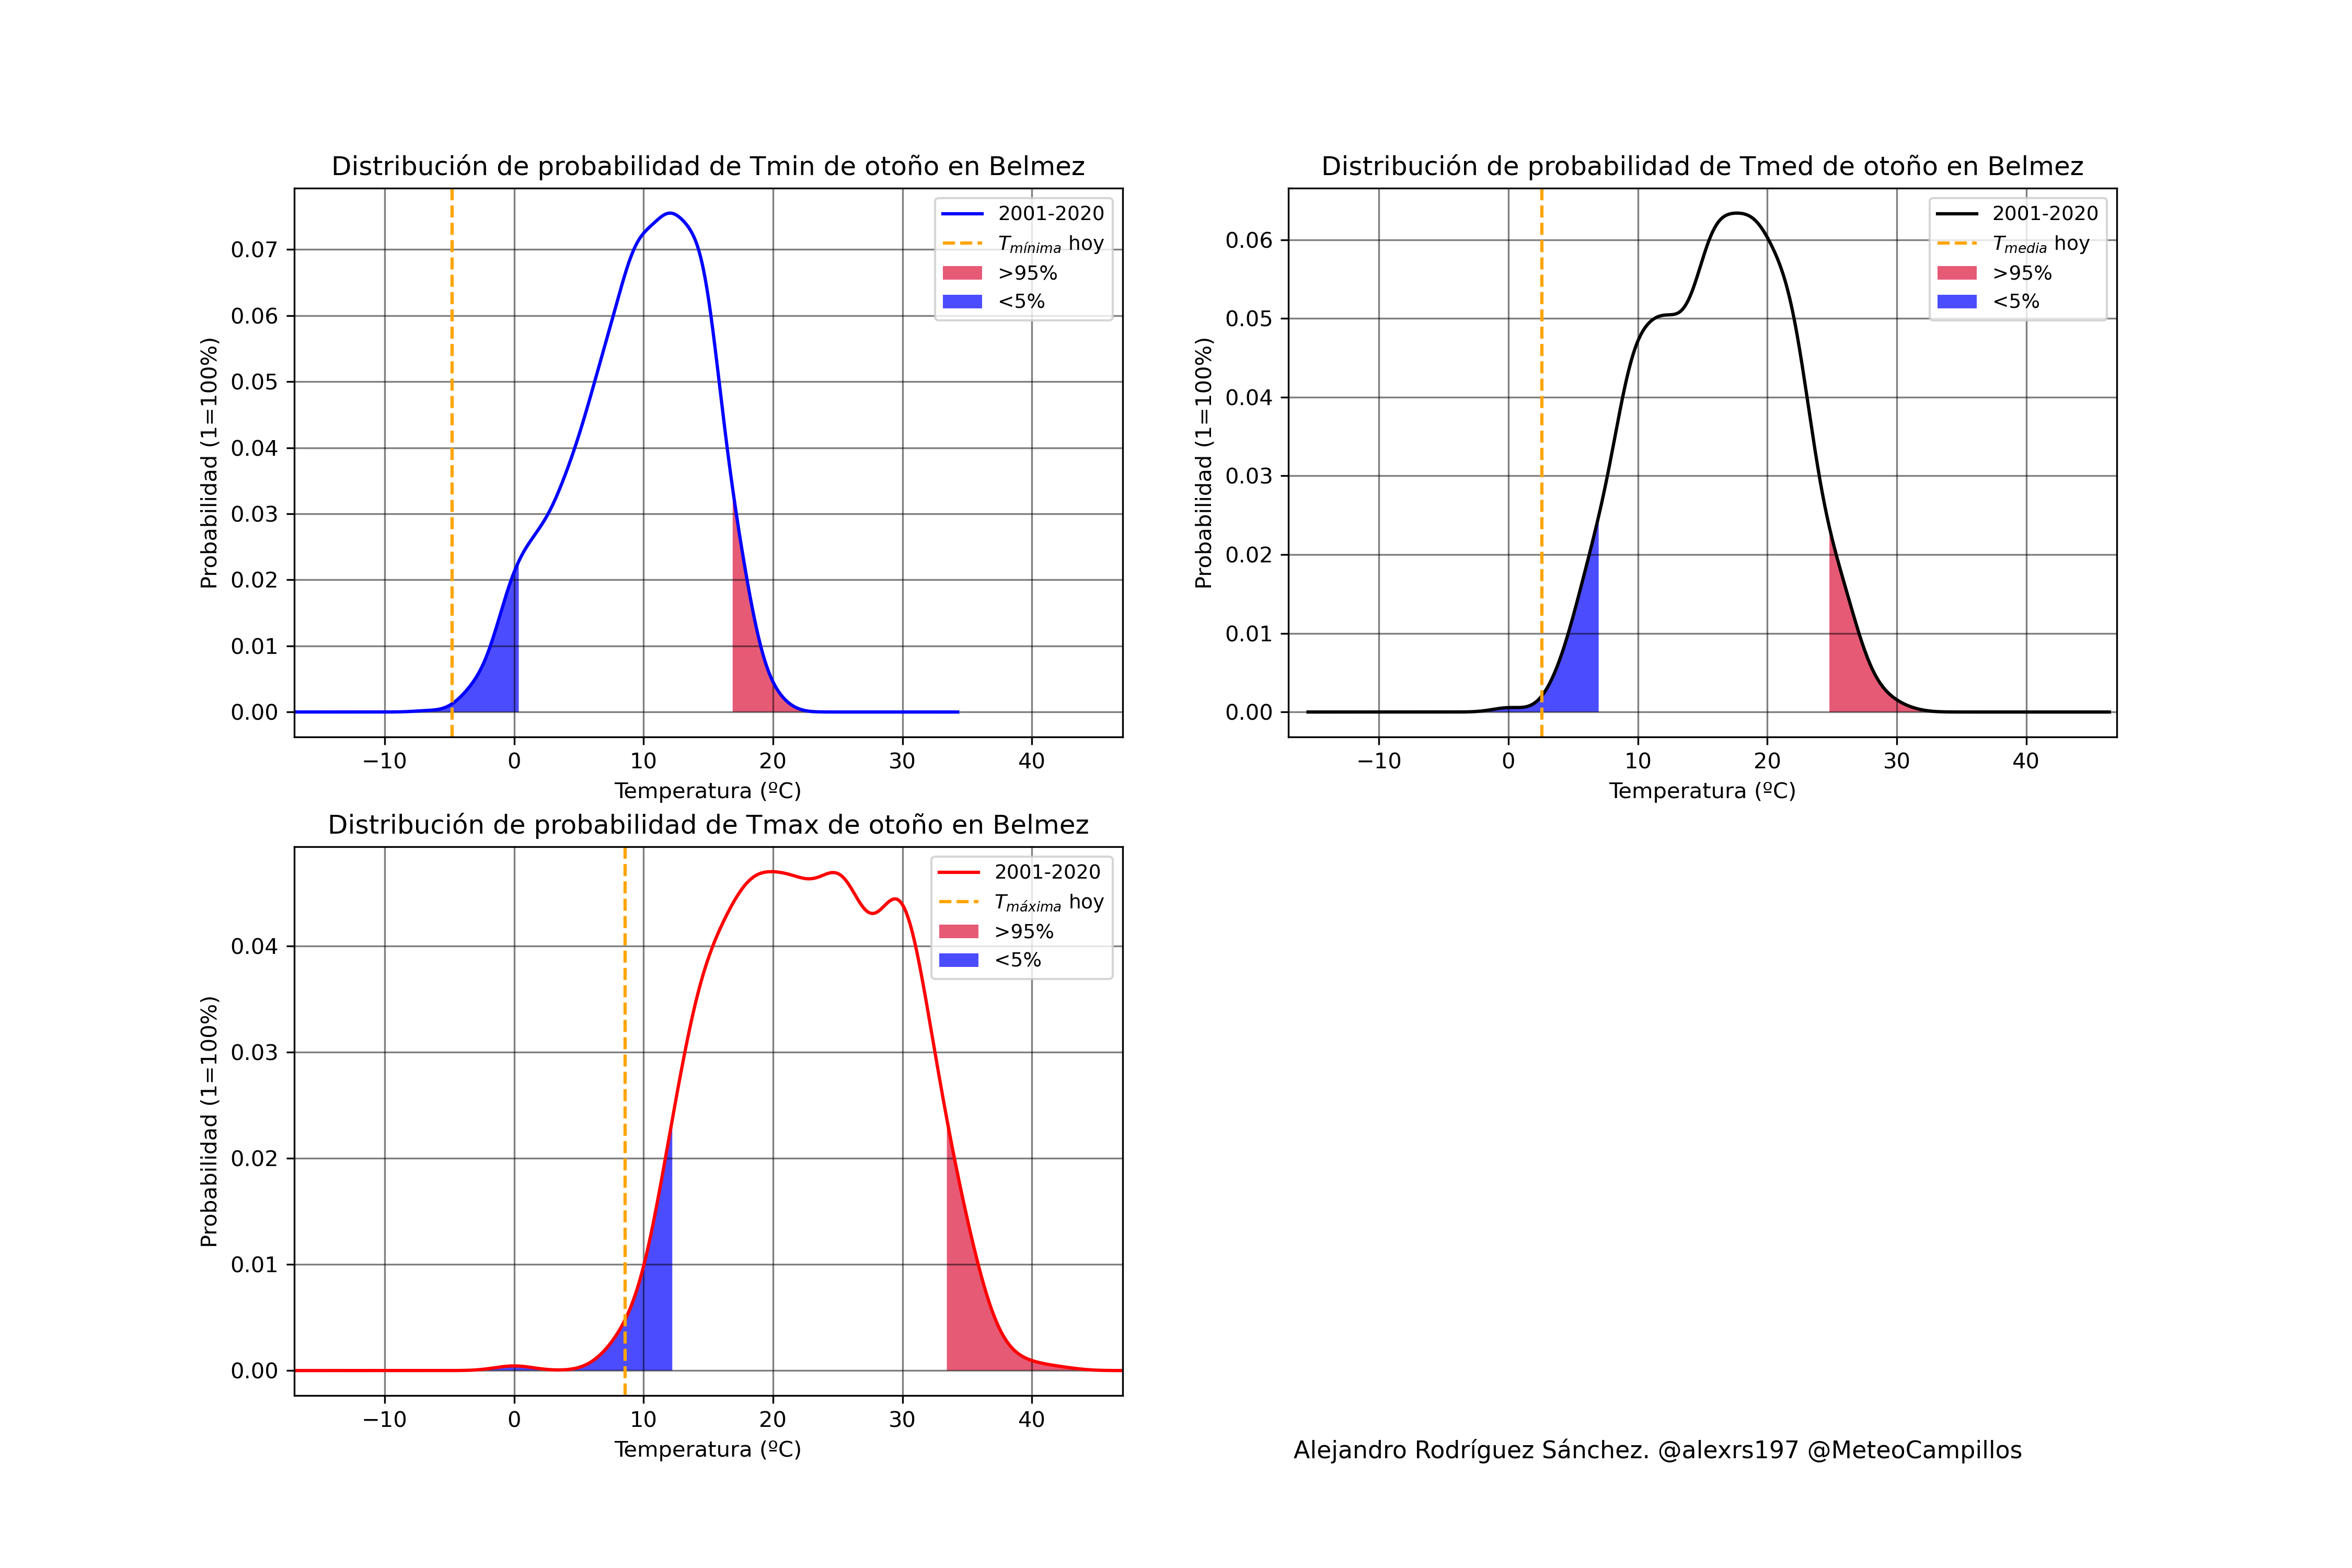 Distribución de probabilidad de Tmin de otoño en Belmez
2001-2020
Tmínima hoy
>95%
<5%
0.07
0.06
0.05
0.04
0.03
0.02
0.01
0.00
Probabilidad (1=100%)
−10 0 10 20 30 40
Temperatura (ºC)
Distribución de probabilidad de Tmed de otoño en Belmez
2001-2020
Tmedia hoy
>95%
<5%
0.06
0.05
0.04
0.03
0.02
0.01
0.00
Probabilidad (1=100%)
−10 0 10 20 30 40
Temperatura (ºC)
Distribución de probabilidad de Tmax de otoño en Belmez
2001-2020
Tmáxima hoy
>95%
<5%
0.04
0.03
0.02
0.01
0.00
Probabilidad (1=100%)
−10 0 10 20 30 40
Temperatura (ºC)
Alejandro Rodríguez Sánchez. @alexrs197 @MeteoCampillos